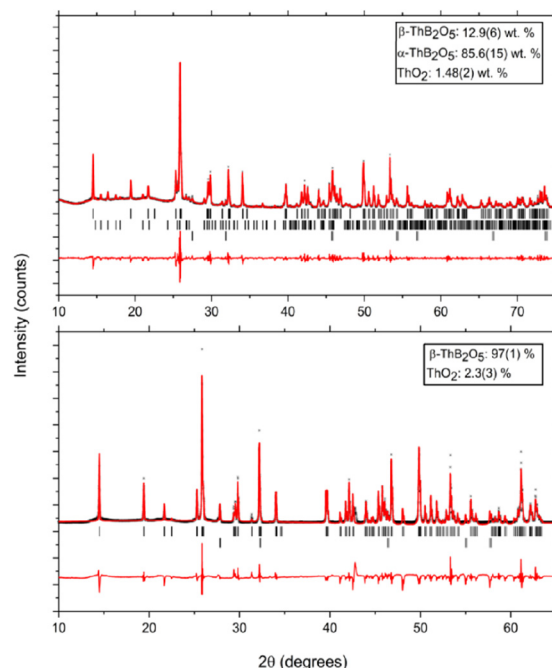 β-ThB2O5: 12.9(6) wt. %
α-ThB2O5: 85.6(15) wt. %
ThO2: 1.48(2) wt. %
10 20 30 40 50 60 70
Intensity (counts)
β-ThB2O5: 97(1) %
ThO2: 2.3(3) %
10 20 30 40 50 60
2θ (degrees)